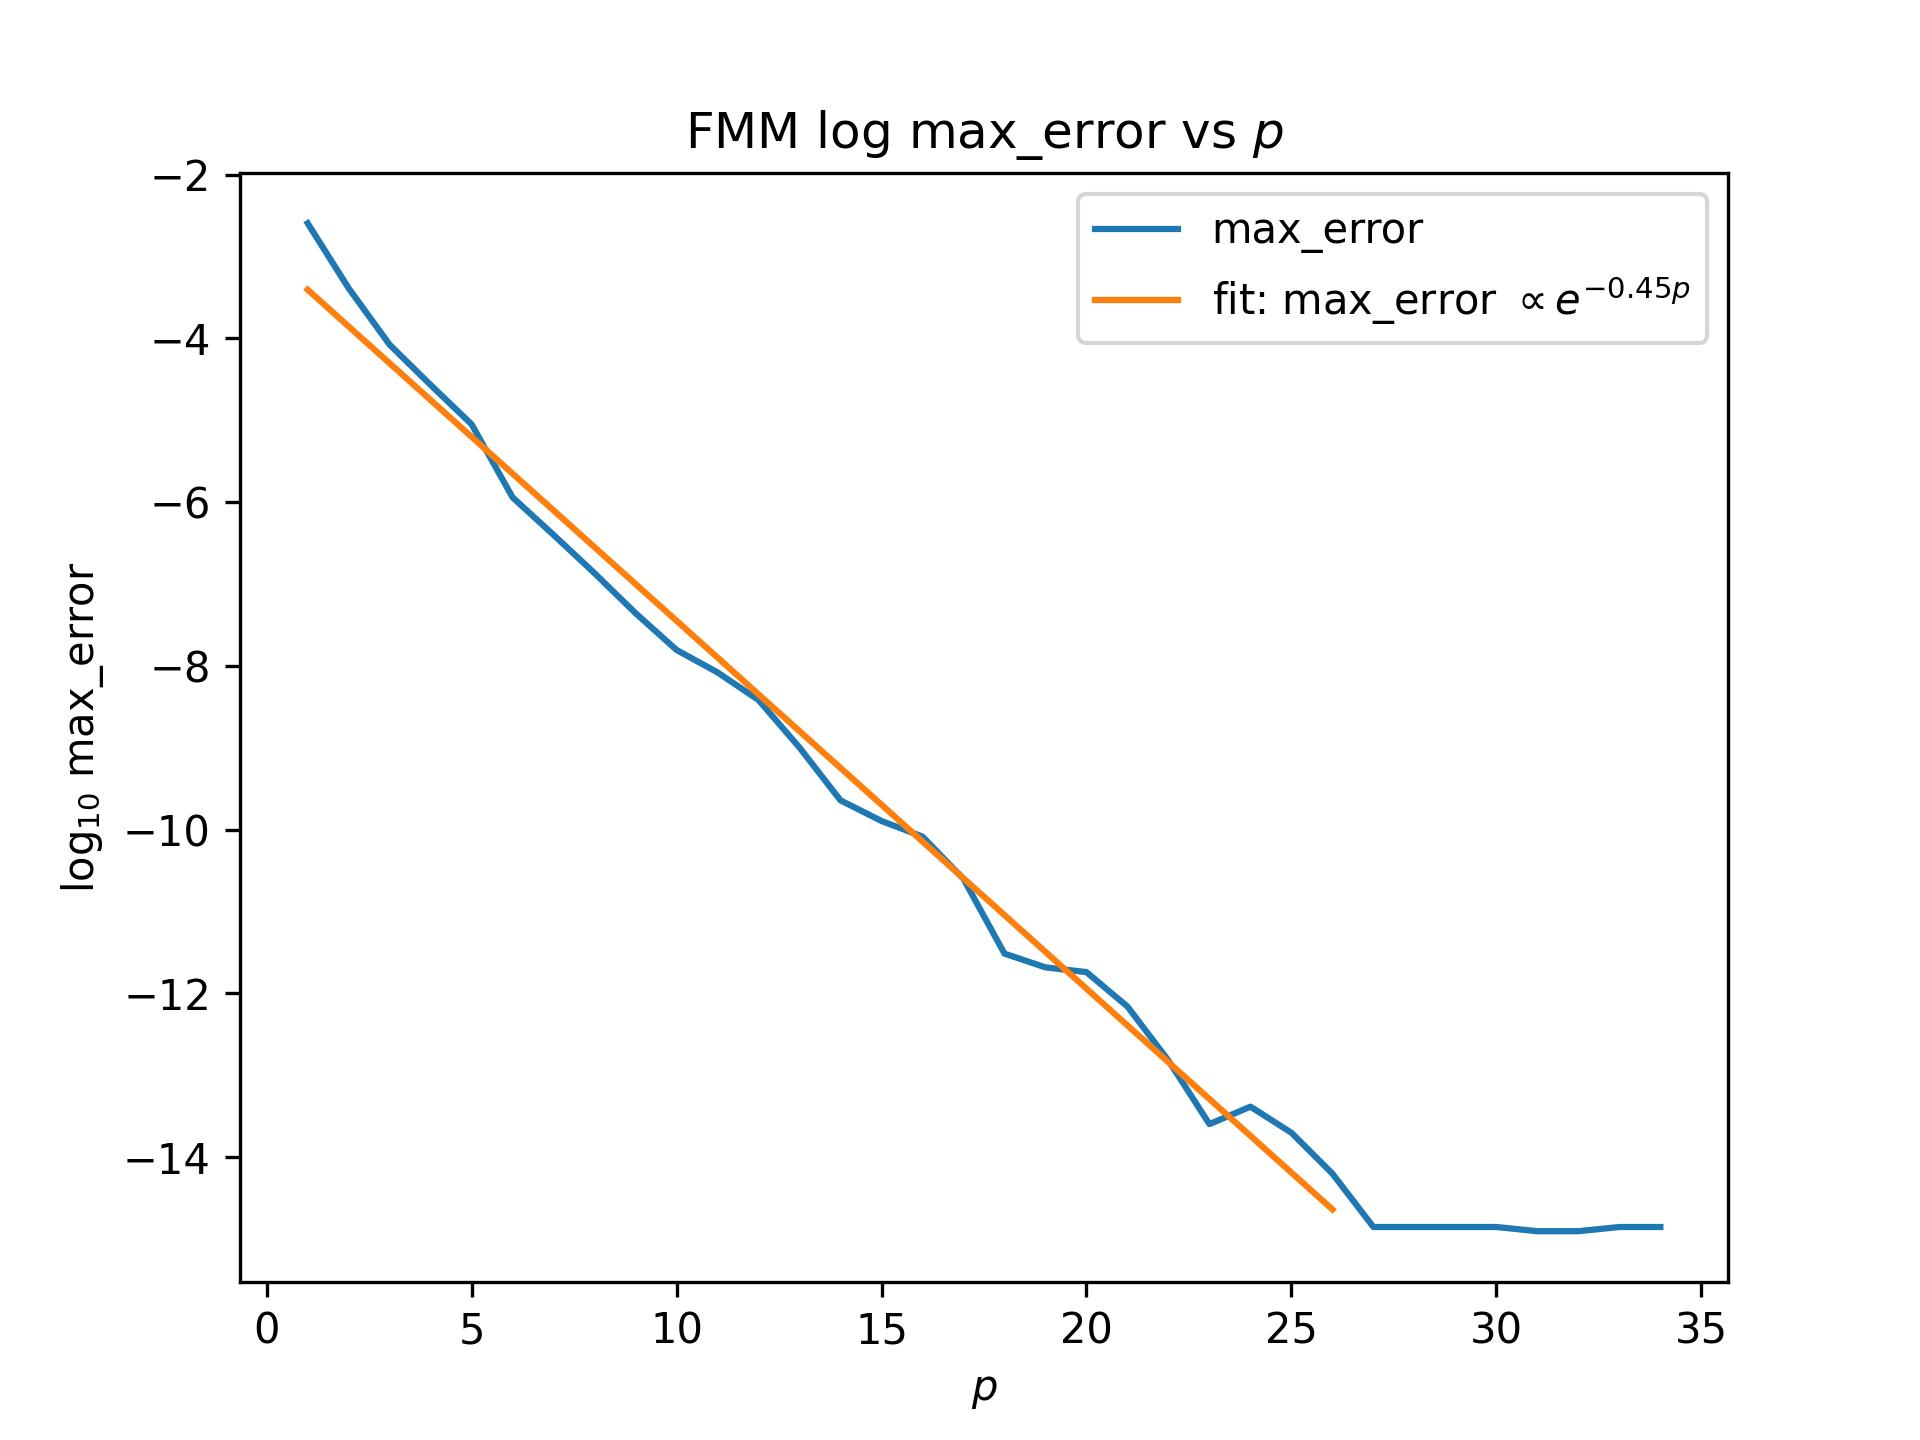 FMM log max_error vs p
max_error
fit: max_error ∝ e^{−0.45p}
log₁₀ max_error
−2
−4
−6
−8
−10
−12
−14
0 5 10 15 20 25 30 35
p